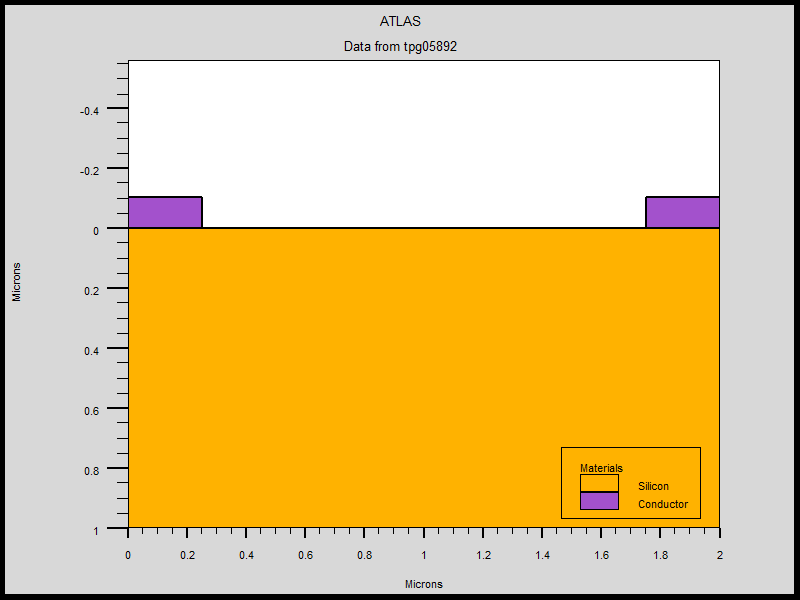 ATLAS
Data from tpg05892
-0.4
-0.2
0
0.2
0.4
0.6
0.8
1
Microns
Materials
Silicon
Conductor
0 0.2 0.4 0.6 0.8 1 1.2 1.4 1.6 1.8 2
Microns